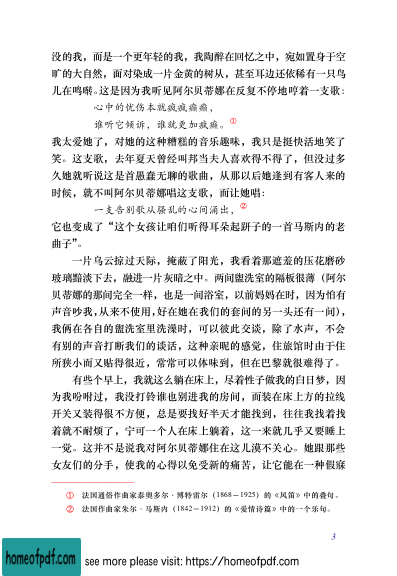 没的我，而是一个更年轻的我，我陶醉在回忆之中，宛如置身于空
旷的大自然，面对染成一片金黄的树丛，甚至耳边还依稀有一只鸟
儿在鸣啭。这是因为我听见阿尔贝蒂娜在反复不停地哼着一支歌：
心中的忧伤本就疯疯癫癫，
谁听它倾诉，谁就更加疯癫。①
我太爱她了，对她的这种糟糕的音乐趣味，我只是挺快活地笑了
笑。这支歌，去年夏天曾经叫邦当夫人喜欢得不得了，但没过多
久她就听说这是首愚蠢无聊的歌曲，从那以后她逢到有客人来的
时候，就不叫阿尔贝蒂娜唱这支歌，而让她唱：
一支告别歌从骚乱的心间涌出，②
它也变成了“这个女孩让咱们听得耳朵起趼子的一首马斯内的老
曲子”。
一片乌云掠过天际，掩蔽了阳光，我看着那遮羞的压花磨砂
玻璃黯淡下去，融进一片灰暗之中。两间盥洗室的隔板很薄（阿尔
贝蒂娜的那间完全一样，也是一间浴室，以前妈妈在时，因为怕有
声音吵我，从来不使用，好在她在我们的套间的另一头还有一间），
我俩在各自的盥洗室里洗澡时，可以彼此交谈，除了水声，不会
有别的声音打断我们的谈话，这种亲昵的感觉，住旅馆时由于住
所狭小而又贴得很近，常常可以体味到，但在巴黎就很难得了。
有些个早上，我就这么躺在床上，尽着性子做我的白日梦，因
为我吩咐过，我没打铃谁也别进我的房间，而装在床上方的拉线
开关又装得很不方便，总是要找好半天才能找到，往往我找着找
着就不耐烦了，宁可一个人在床上躺着，这一来就几乎又要睡上
一觉。这并不是说我对阿尔贝蒂娜住在这儿漠不关心。她跟那些
女友们的分手，使我的心得以免受新的痛苦，让它能在一种假寐
① 法国通俗作曲家泰奥多尔·博特雷尔（1868－1925）的《风笛》中的叠句。
② 法国作曲家朱尔·马斯内（1842－1912）的《爱情诗篇》中的一个乐句。
3
homeofpdf.com
see more please visit: https://homeofpdf.com